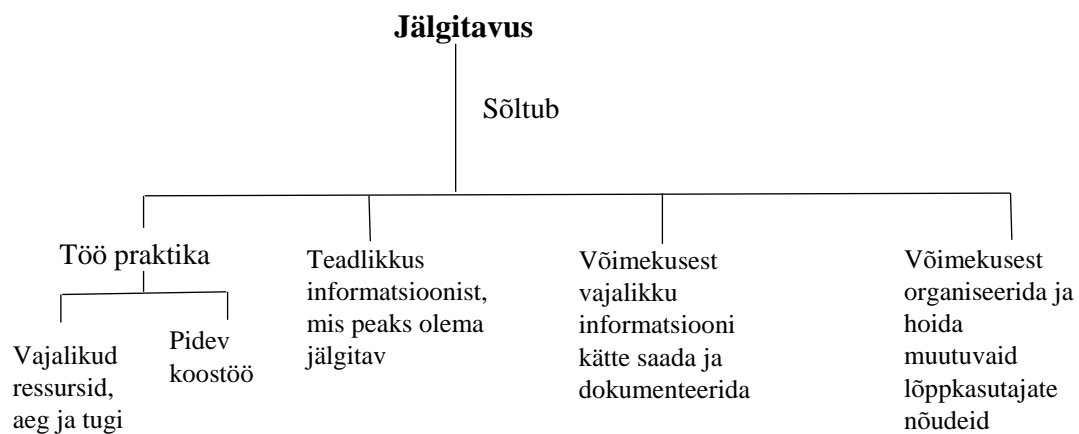 Jälgitavus
Sõltub
Töö praktika
Vajalikud
ressursid,
aeg ja tugi
Pidev
koostöö
Teadlikkus
informatsioonist,
mis peaks olema
jälgitav
Võimekusest
vajalikku
informatsiooni
kätte saada ja
dokumenteerida
Võimekusest
organiseerida ja
hoida
muutuvaid
lõppkasutajate
nõudeid